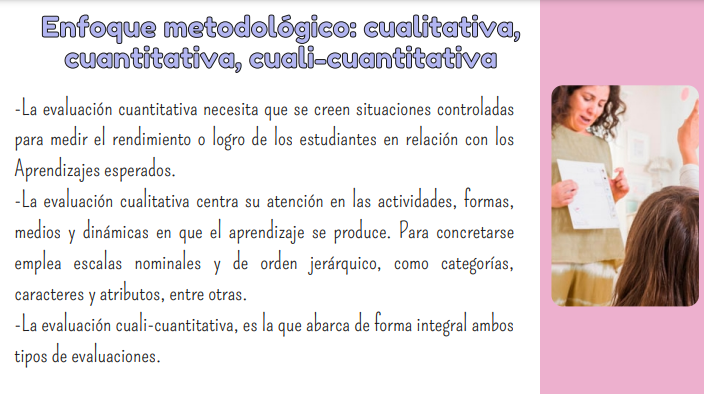 Enfoque metodológico: cualitativa,
cuantitativa, cuali-cuantitativa
-La evaluación cuantitativa necesita que se creen situaciones controladas
para medir el rendimiento o logro de los estudiantes en relación con los
Aprendizajes esperados.
-La evaluación cualitativa centra su atención en las actividades, formas,
medios y dinámicas en que el aprendizaje se produce. Para concretarse
emplea escalas nominales y de orden jerárquico, como categorías,
caracteres y atributos, entre otras.
-La evaluación cuali-cuantitativa, es la que abarca de forma integral ambos
tipos de evaluaciones.